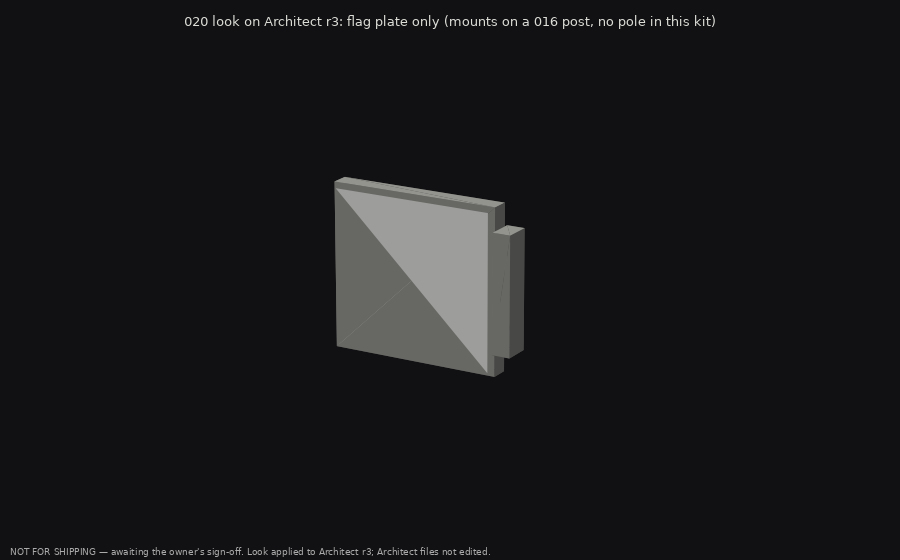 020 look on Architect r3: flag plate only (mounts on a 016 post, no pole in this kit)
NOT FOR SHIPPING — awaiting the owner's sign-off. Look applied to Architect r3; Architect files not edited.